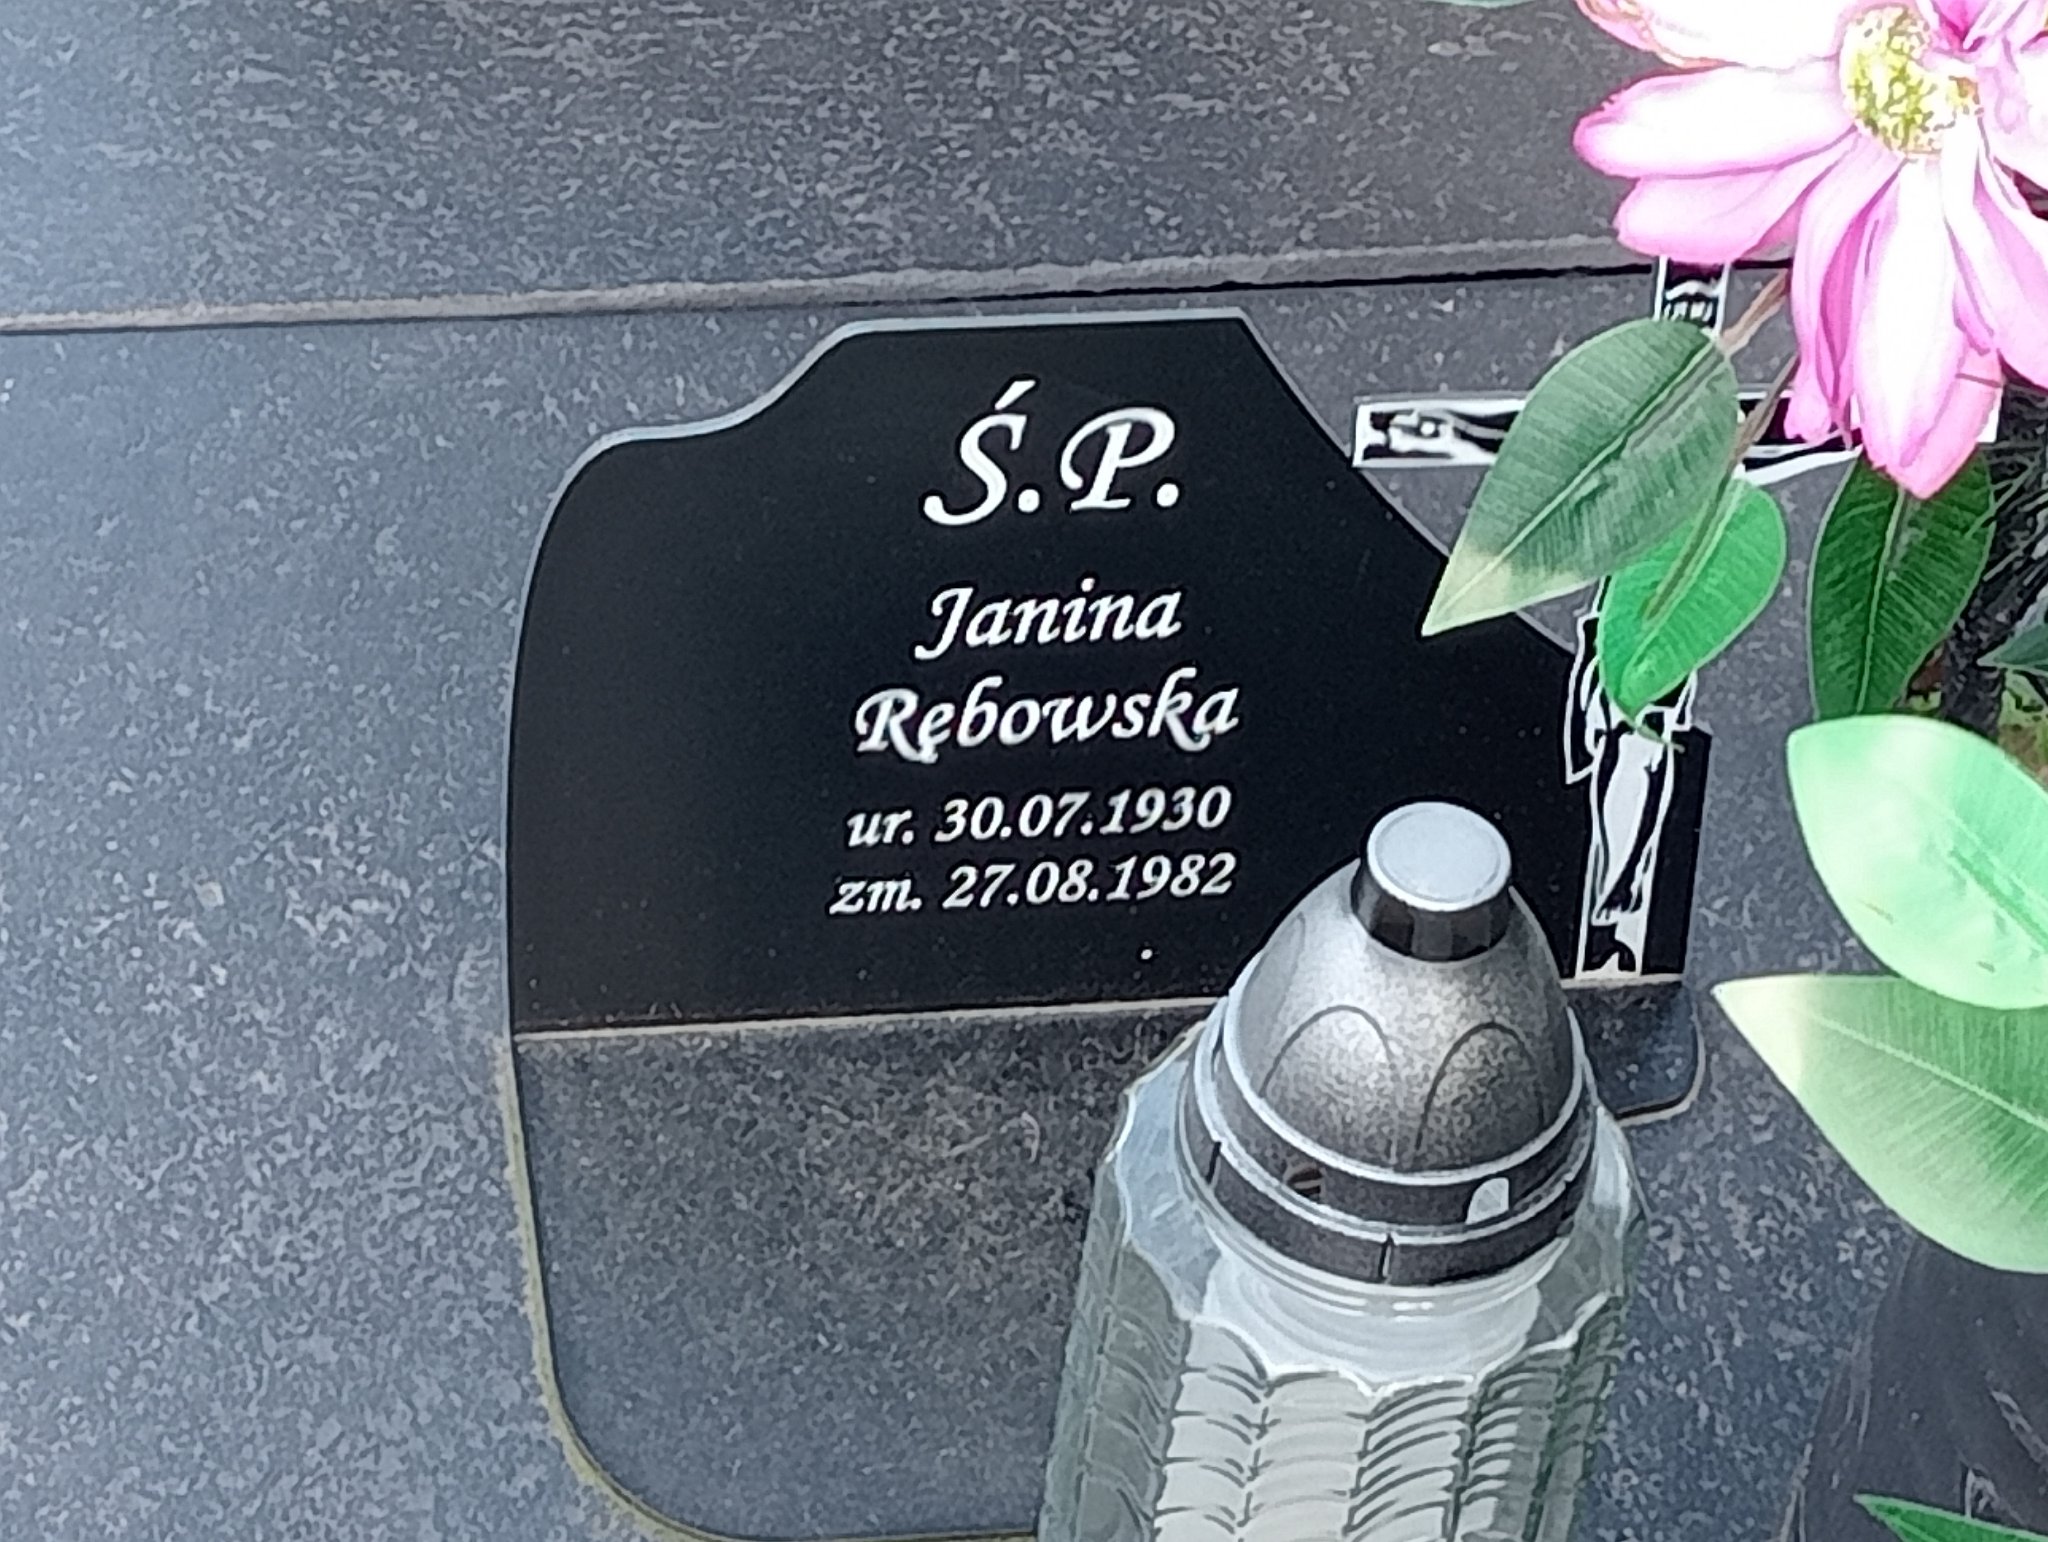 Ś.P.
Janina
Rębowska
ur. 30.07.1930
zm. 27.08.1982